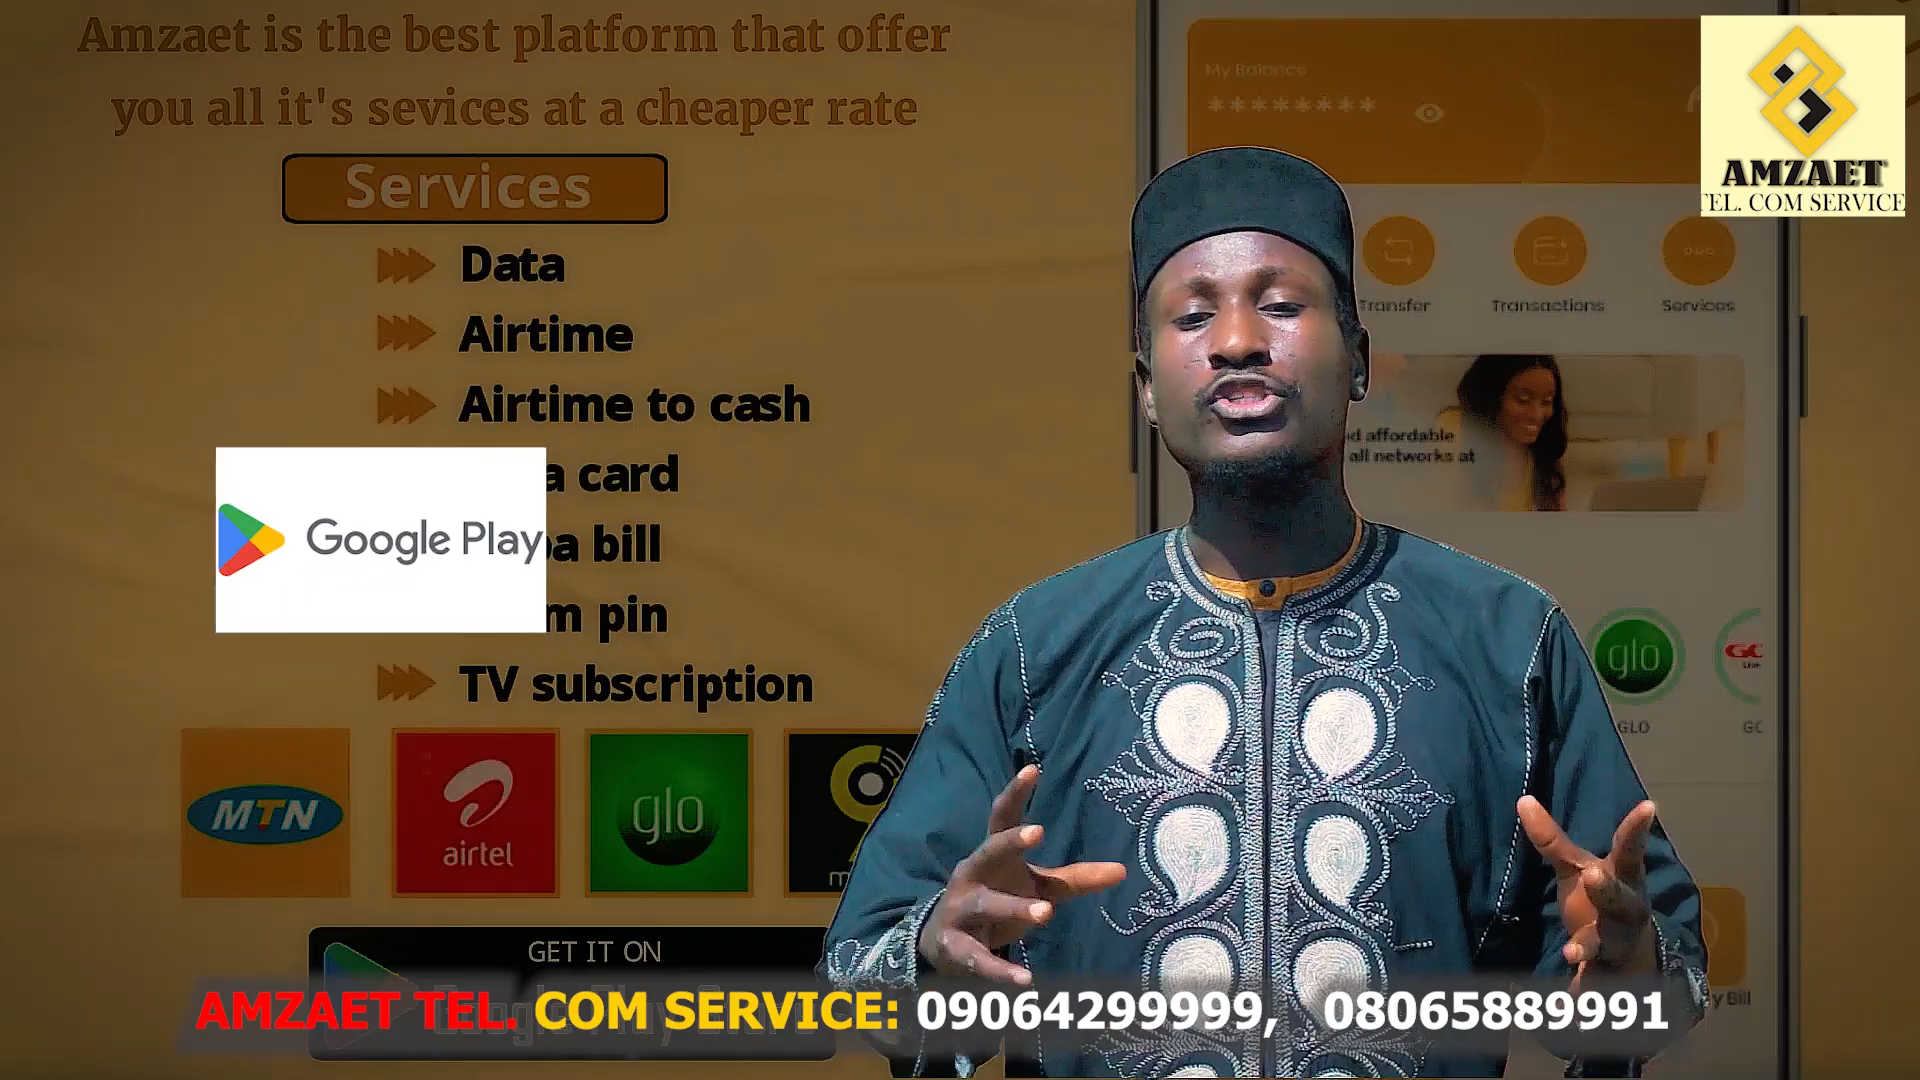 Amzaet is the best platform that offer
you all it's sevices at a cheaper rate
Services
Data
Airtime
Airtime to cash
card
bill
pin
TV subscription
Google Play
MTN
airtel
glo
GET IT ON
AMZAET TEL. COM SERVICE: 09064299999, 08065889991
My Balance
********
Transfer
Transactions
Services
affordable
all networks at
glo
GLO
Bill
AMZAET
TEL. COM SERVICE